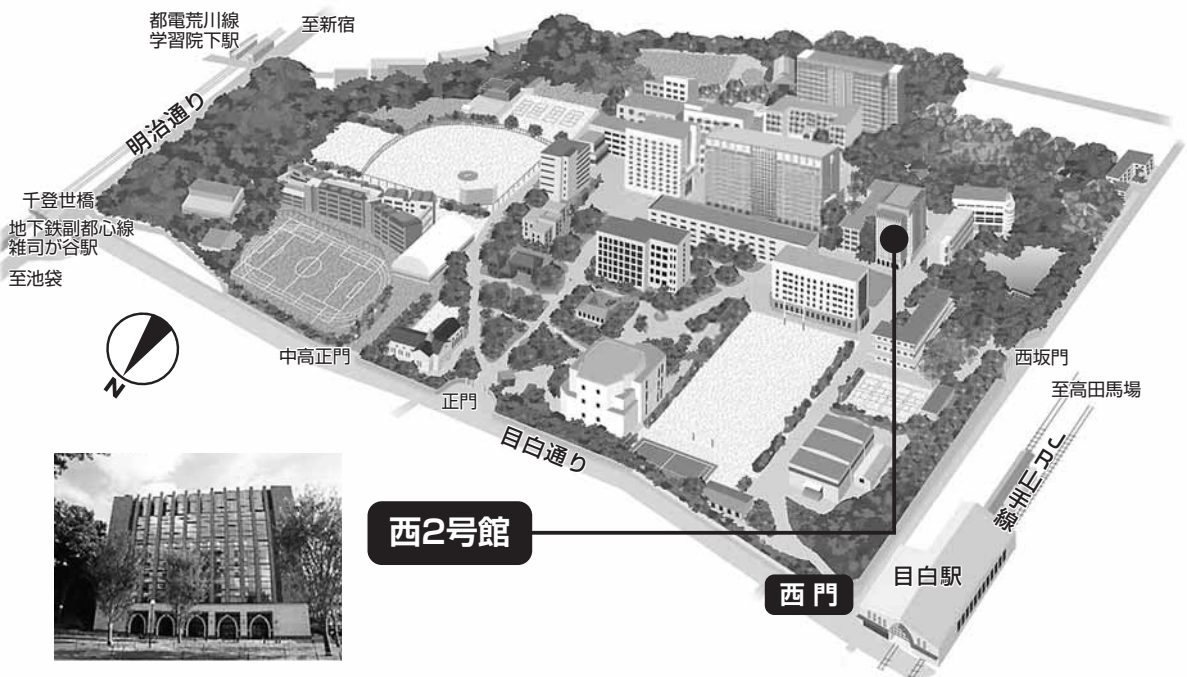 都電荒川線
学習院下駅
至新宿
明治通り
千登世橋
地下鉄副都心線
雑司が谷駅
至池袋
N
中高正門
正門
目白通り
西坂門
至高田馬場
JR山手線
西2号館
目白駅
西門